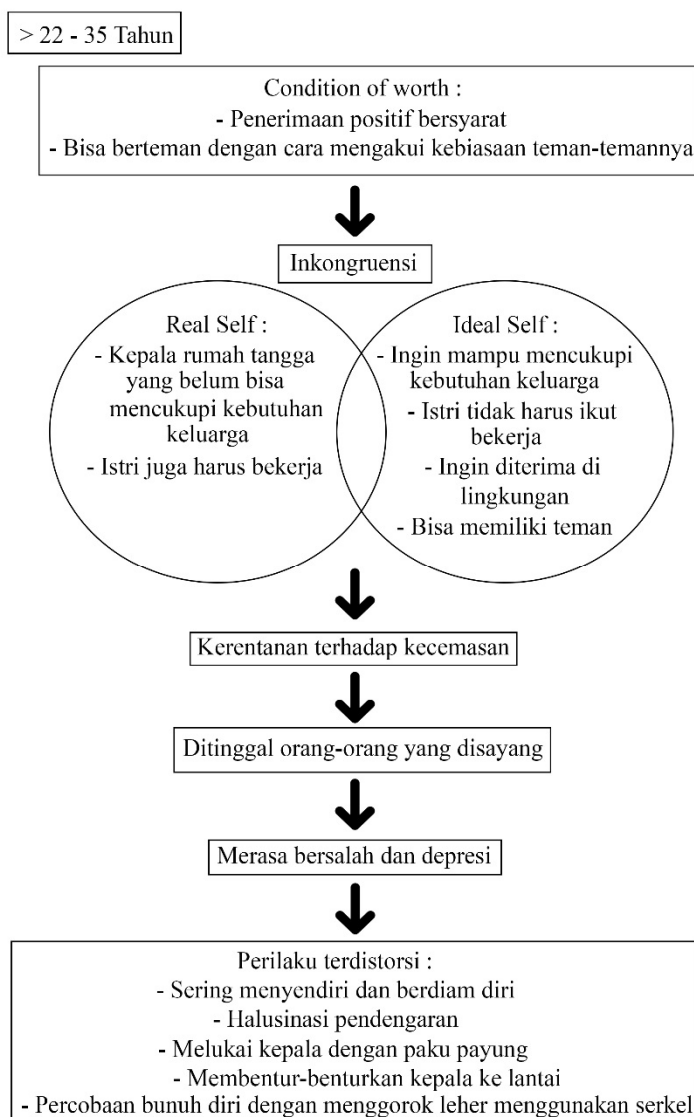 > 22 - 35 Tahun
Condition of worth :
- Penerimaan positif bersyarat
- Bisa berteman dengan cara mengakui kebiasaan teman-temannya
Inkongruensi
Real Self :
- Kepala rumah tangga
yang belum bisa
mencukupi kebutuhan
keluarga
- Istri juga harus bekerja
Ideal Self :
- Ingin mampu mencukupi
kebutuhan keluarga
- Istri tidak harus ikut
bekerja
- Ingin diterima di
lingkungan
- Bisa memiliki teman
Kerentanan terhadap kecemasan
Ditinggal orang-orang yang disayang
Merasa bersalah dan depresi
Perilaku terdistorsi :
- Sering menyendiri dan berdiam diri
- Halusinasi pendengaran
- Melukai kepala dengan paku payung
- Membentur-benturkan kepala ke lantai
- Percobaan bunuh diri dengan menggorok leher menggunakan serkel